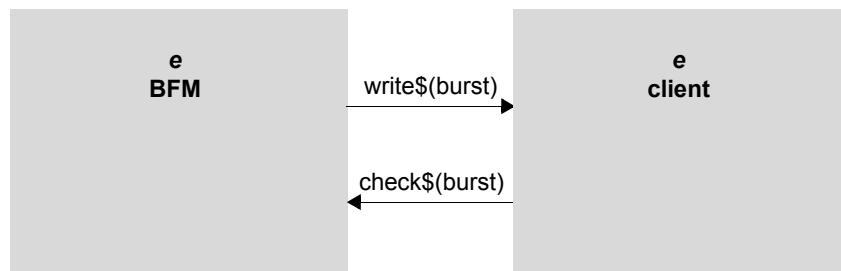 e
BFM
write$(burst)
check$(burst)
e
client